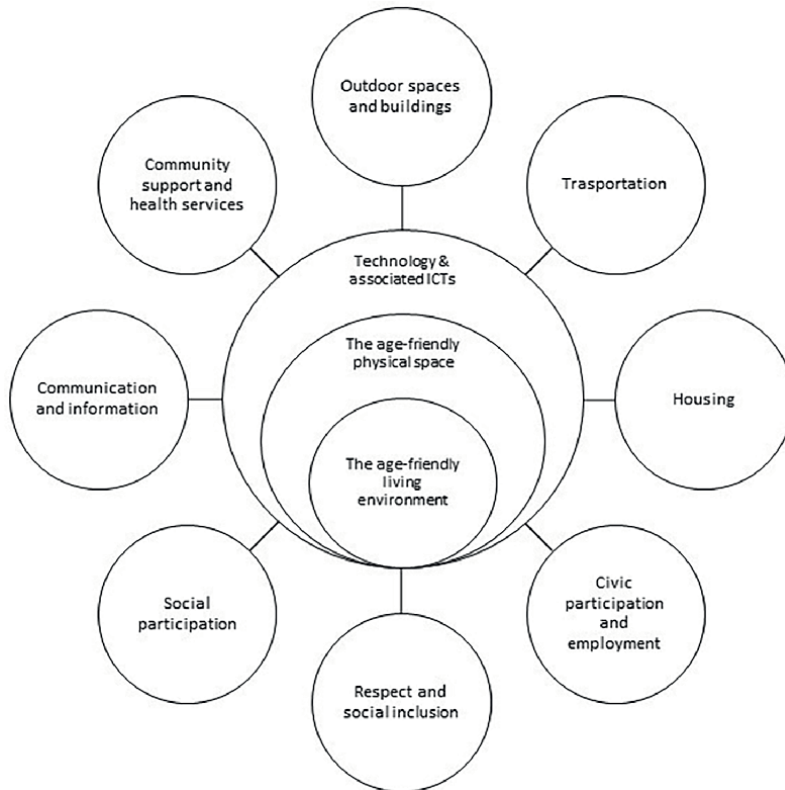 Outdoor spaces
and buildings
Community
support and
health services
Trasportation
Technology &
associated ICTs
The age-friendly
physical space
Communication
and information
Housing
The age-friendly
living
environment
Social
participation
Civic
participation
and
employment
Respect and
social inclusion